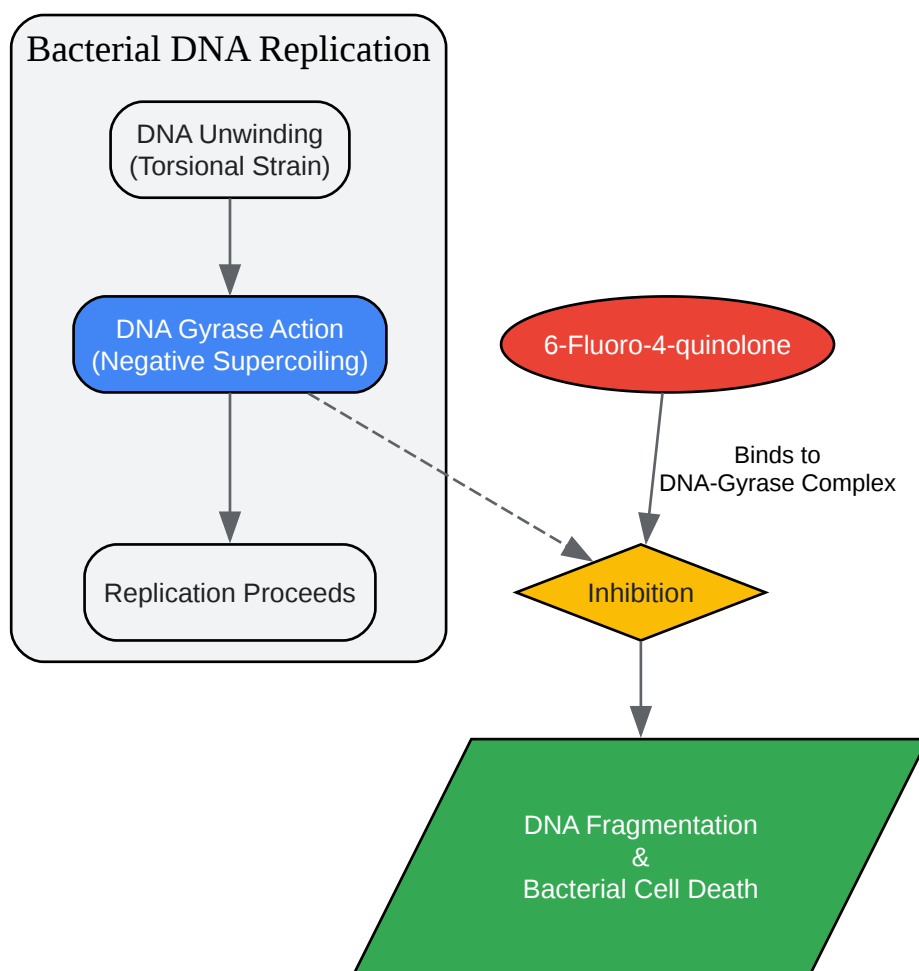 Bacterial DNA Replication
DNA Unwinding
(Torsional Strain)
DNA Gyrase Action
(Negative Supercoiling)
6-Fluoro-4-quinolone
Binds to
DNA-Gyrase Complex
Replication Proceeds
Inhibition
DNA Fragmentation
&
Bacterial Cell Death